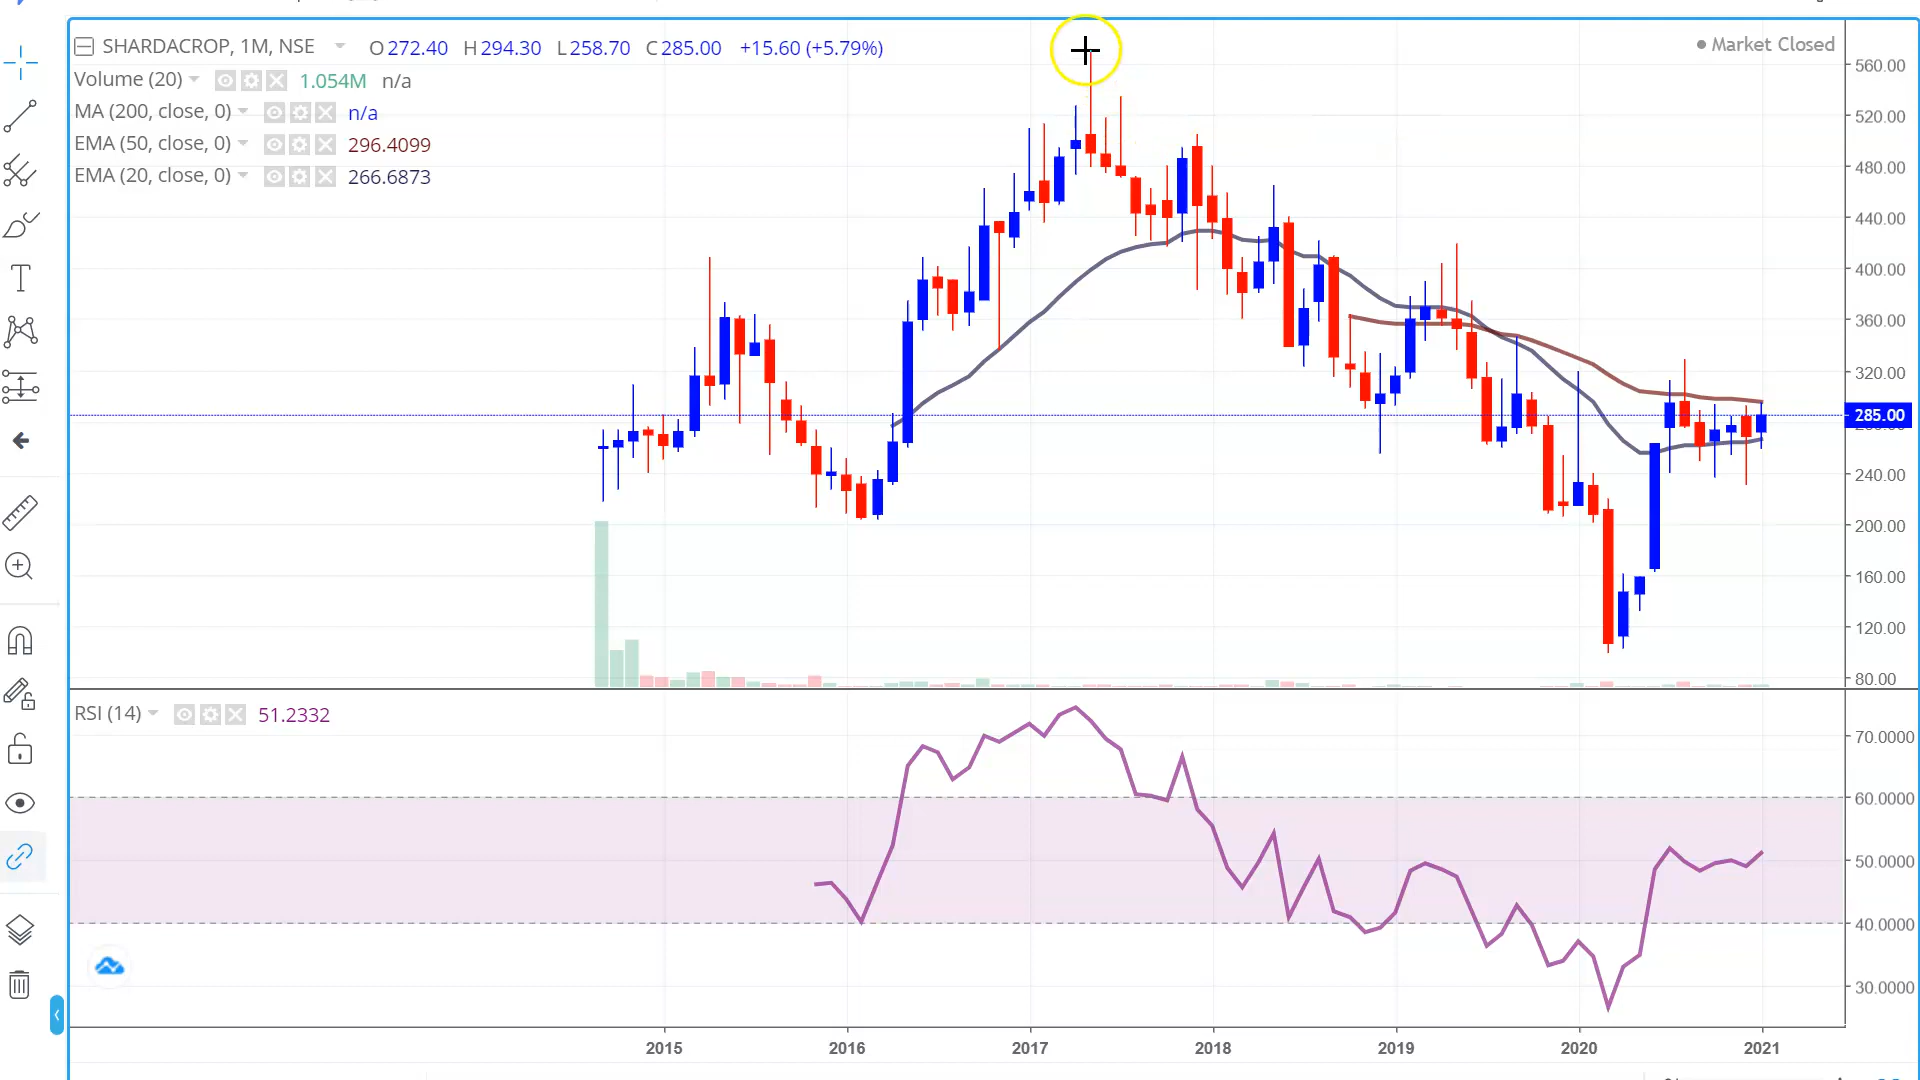 SHARDACROP, 1M, NSE O 272.40 H 294.30 L 258.70 C 285.00 +15.60 (+5.79%)
Market Closed
Volume (20) 1.054M n/a
MA (200, close, 0) n/a
EMA (50, close, 0) 296.4099
EMA (20, close, 0) 266.6873
560.00
520.00
480.00
440.00
400.00
360.00
320.00
285.00
240.00
200.00
160.00
120.00
80.00
RSI (14) 51.2332
70.0000
60.0000
50.0000
40.0000
30.0000
2015 2016 2017 2018 2019 2020 2021